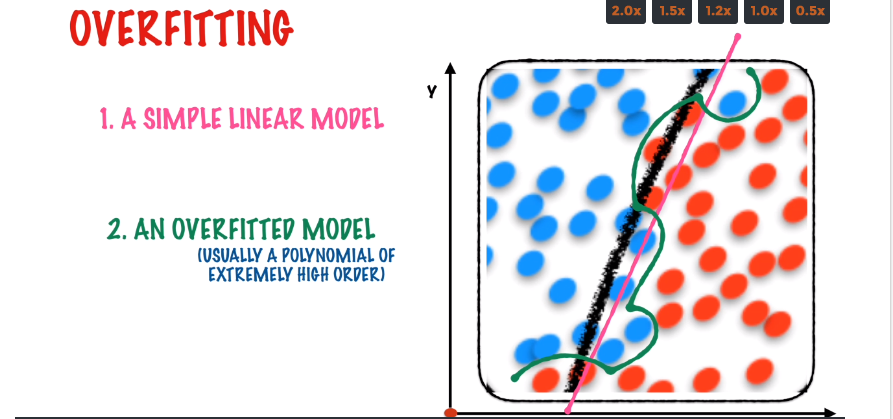 OVERFITTING
2.0x 1.5x 1.2x 1.0x 0.5x
Y
1. A SIMPLE LINEAR MODEL
2. AN OVERFITTED MODEL
(USUALLY A POLYNOMIAL OF
EXTREMELY HIGH ORDER)